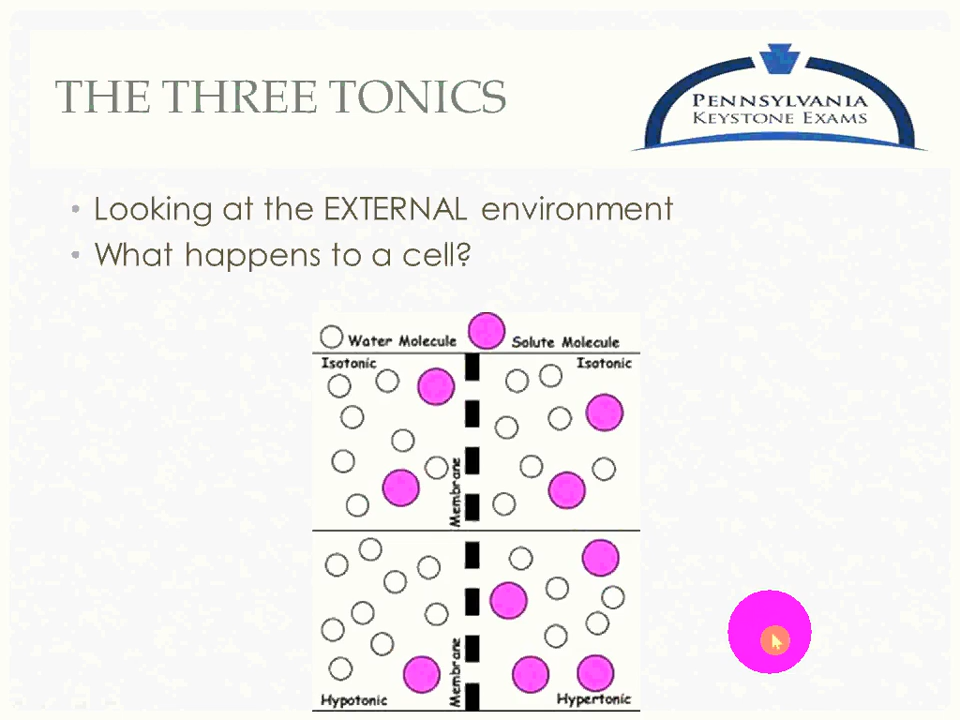 THE THREE TONICS
PENNSYLVANIA
KEYSTONE EXAMS
• Looking at the EXTERNAL environment
• What happens to a cell?
Water Molecule Solute Molecule
Isotonic Isotonic
Membrane
Membrane
Hypotonic Hypertonic